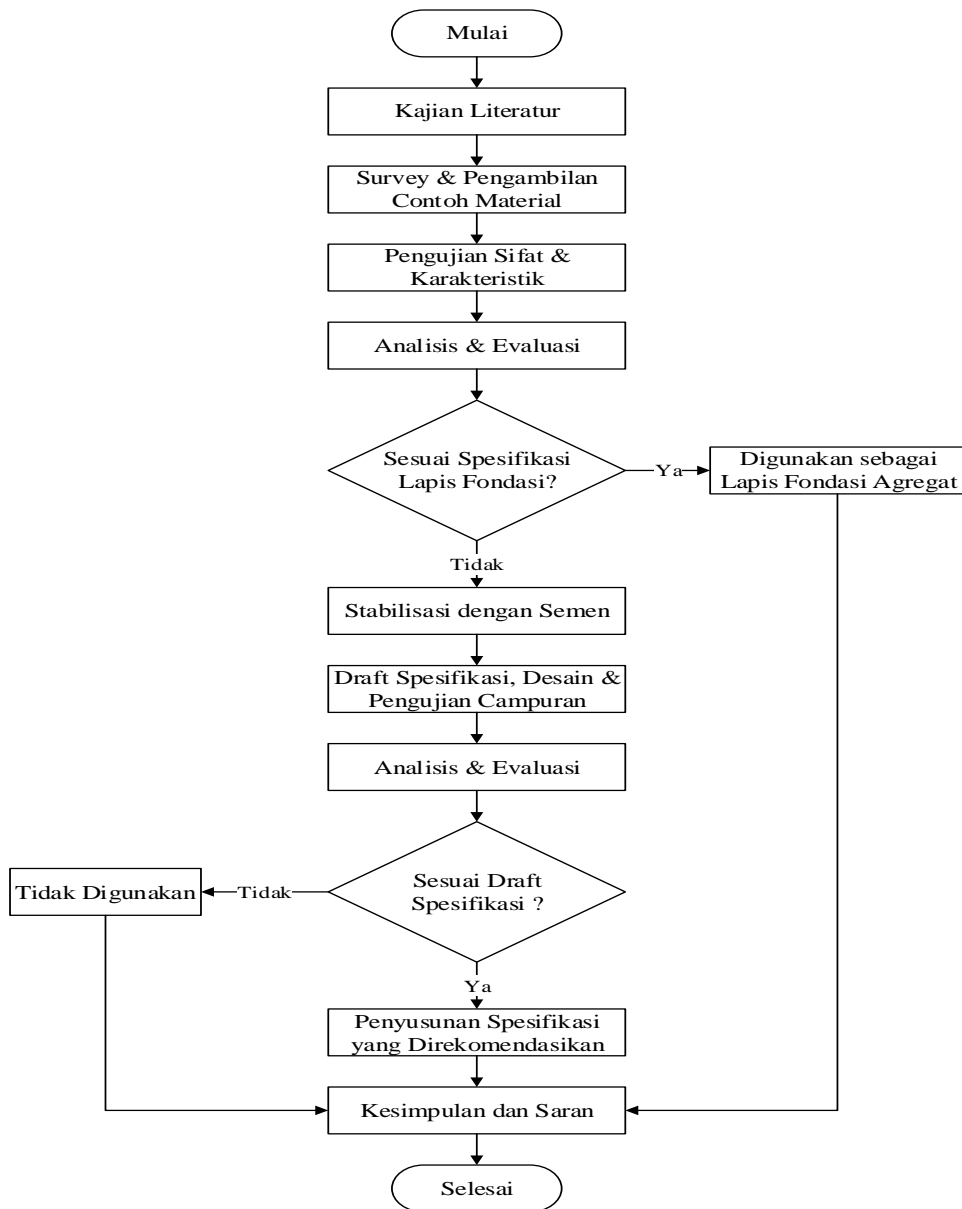 Mulai
Kajian Literatur
Survey & Pengambilan
Contoh Material
Pengujian Sifat &
Karakteristik
Analisis & Evaluasi
Sesuai Spesifikasi
Lapis Fondasi?
Ya
Digunakan sebagai
Lapis Fondasi Agregat
Tidak
Stabilisasi dengan Semen
Draft Spesifikasi, Desain &
Pengujian Campuran
Analisis & Evaluasi
Sesuai Draft
Spesifikasi ?
Tidak
Tidak Digunakan
Ya
Penyusunan Spesifikasi
yang Direkomendasikan
Kesimpulan dan Saran
Selesai